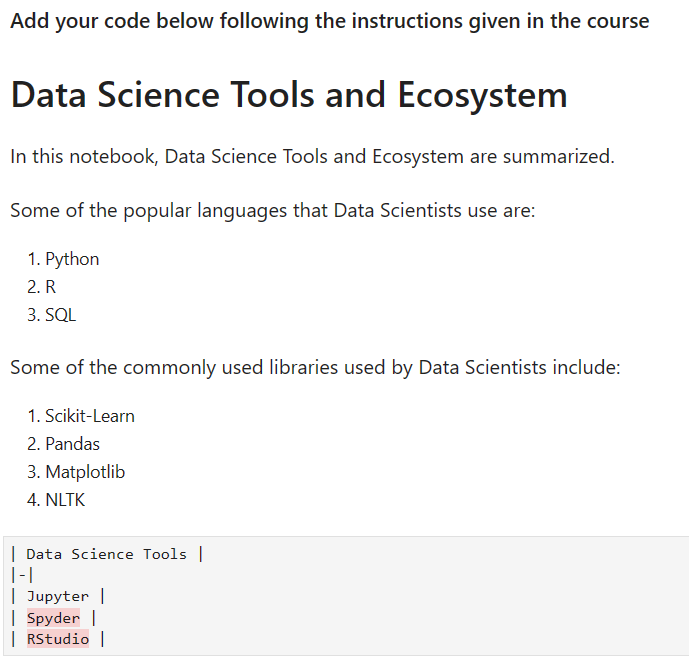 Add your code below following the instructions given in the course
Data Science Tools and Ecosystem
In this notebook, Data Science Tools and Ecosystem are summarized.
Some of the popular languages that Data Scientists use are:
1. Python
2. R
3. SQL
Some of the commonly used libraries used by Data Scientists include:
1. Scikit-Learn
2. Pandas
3. Matplotlib
4. NLTK
| Data Science Tools |
|-|
| Jupyter |
| Spyder |
| RStudio |